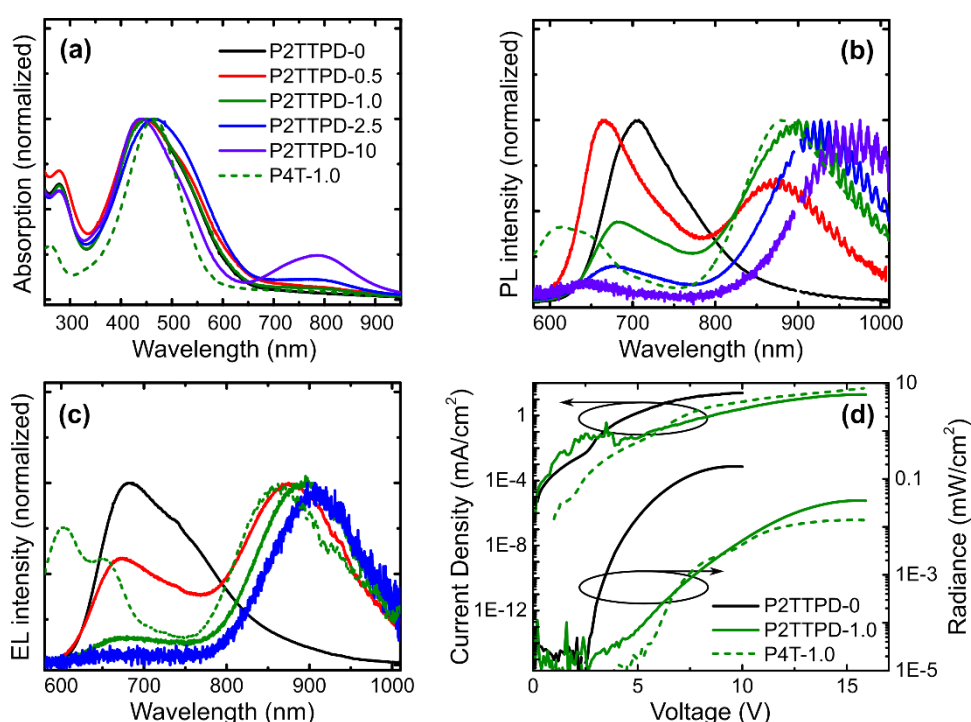 (a)
P2TTPD-0
P2TTPD-0.5
P2TTPD-1.0
P2TTPD-2.5
P2TTPD-10
P4T-1.0
Absorption (normalized)
300 400 500 600 700 800 900
Wavelength (nm)
(b)
PL intensity (normalized)
600 700 800 900 1000
Wavelength (nm)
(c)
EL intensity (normalized)
600 700 800 900 1000
Wavelength (nm)
(d)
Current Density (mA/cm²)
1
1E-4
1E-8
1E-12
10
0.1
1E-3
1E-5
Radiance (mW/cm²)
P2TTPD-0
P2TTPD-1.0
P4T-1.0
0 5 10 15
Voltage (V)